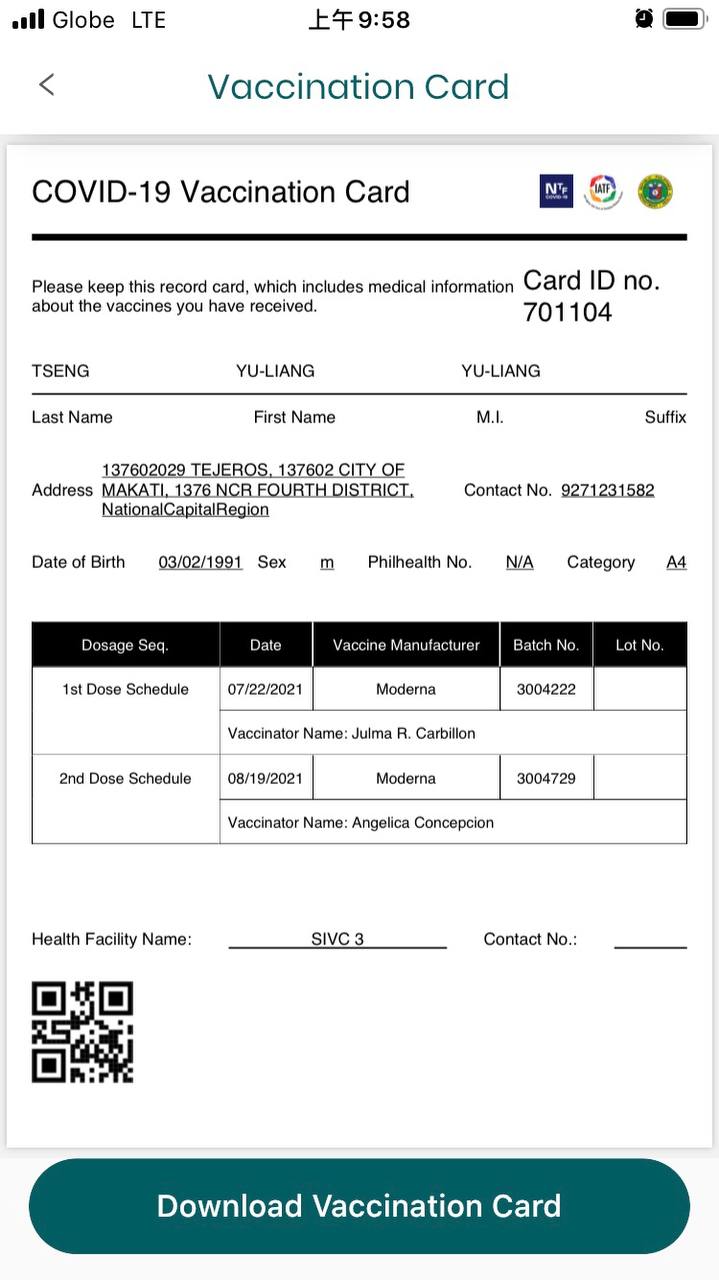 Globe LTE 上午9:58
Vaccination Card
COVID-19 Vaccination Card
NTF
COVID-19
IATF
Please keep this record card, which includes medical information
about the vaccines you have received.
Card ID no.
701104
TSENG YU-LIANG YU-LIANG
Last Name First Name M.I. Suffix
Address 137602029 TEJEROS, 137602 CITY OF
MAKATI, 1376 NCR FOURTH DISTRICT,
NationalCapitalRegion
Contact No. 9271231582
Date of Birth 03/02/1991 Sex m Philhealth No. N/A Category A4
Dosage Seq. Date Vaccine Manufacturer Batch No. Lot No.
1st Dose Schedule 07/22/2021 Moderna 3004222
Vaccinator Name: Julma R. Carbillon
2nd Dose Schedule 08/19/2021 Moderna 3004729
Vaccinator Name: Angelica Concepcion
Health Facility Name: SIVC 3 Contact No.:
Download Vaccination Card